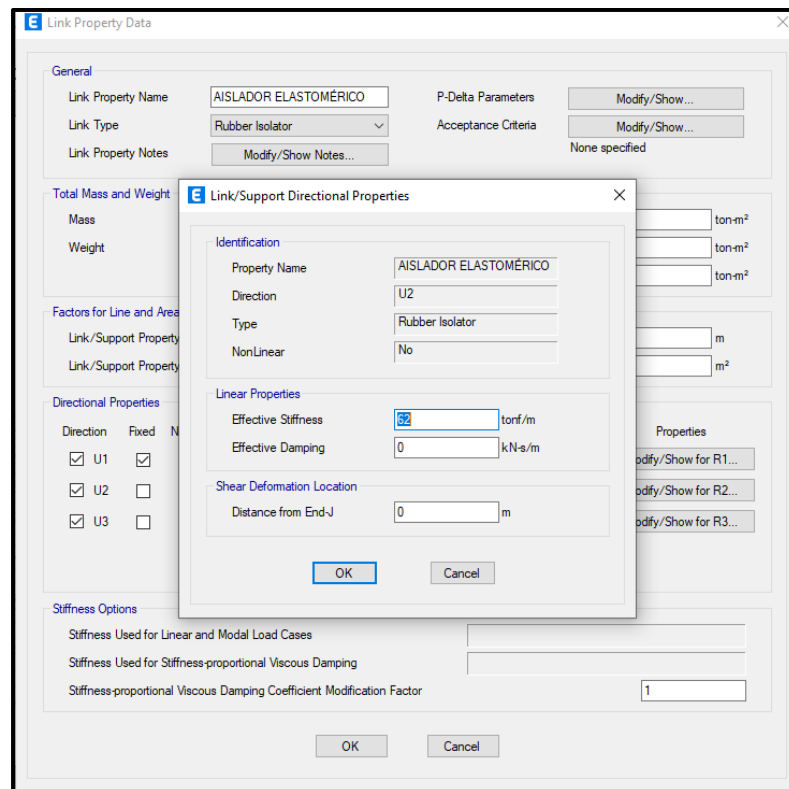 E Link Property Data
General
Link Property Name AISLADOR ELASTOMÉRICO P-Delta Parameters Modify/Show...
Link Type Rubber Isolator Acceptance Criteria Modify/Show...
Link Property Notes Modify/Show Notes... None specified
Total Mass and Weight
Mass ton-m²
Weight ton-m²
ton-m²
E Link/Support Directional Properties
Identification
Property Name AISLADOR ELASTOMÉRICO
Direction U2
Type Rubber Isolator
NonLinear No
Linear Properties
Effective Stiffness 62 tonf/m
Effective Damping 0 kN-s/m
Shear Deformation Location
Distance from End-J 0 m
OK Cancel
Factors for Line and Area
Link/Support Property m
Link/Support Property m²
Directional Properties
Direction Fixed N Properties
U1 odify/Show for R1...
U2 odify/Show for R2...
U3 odify/Show for R3...
Stiffness Options
Stiffness Used for Linear and Modal Load Cases
Stiffness Used for Stiffness-proportional Viscous Damping
Stiffness-proportional Viscous Damping Coefficient Modification Factor 1
OK Cancel